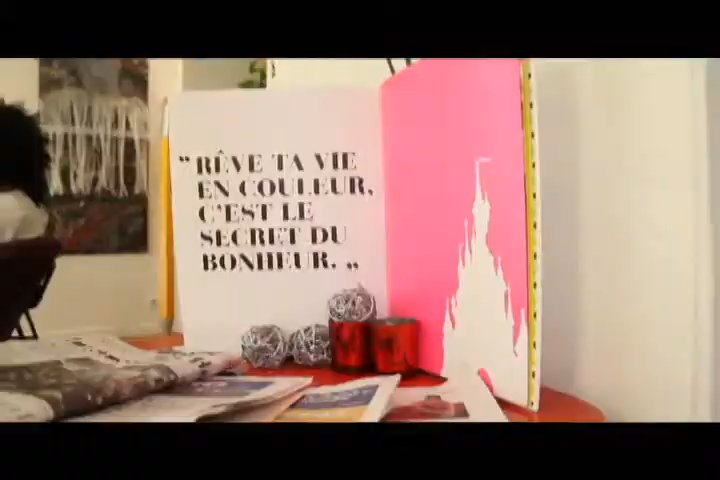 " RÊVE TA VIE
EN COULEUR,
C'EST LE
SECRET DU
BONHEUR. „